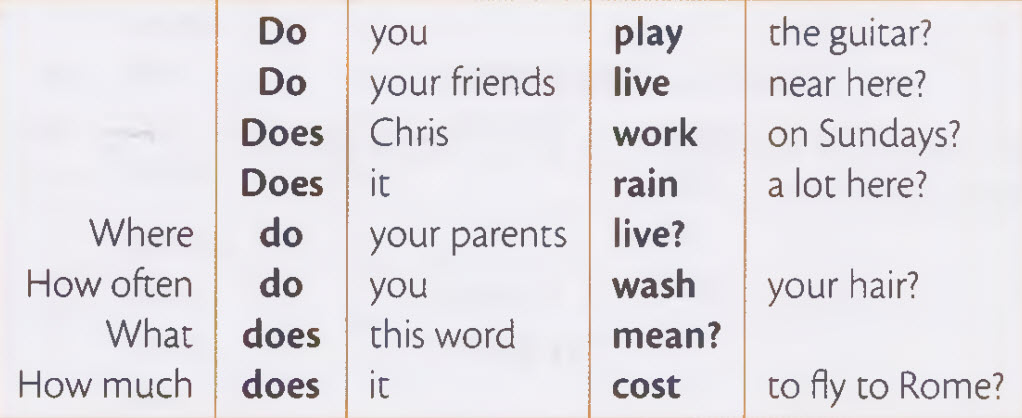 Do you play the guitar?
Do your friends live near here?
Does Chris work on Sundays?
Does it rain a lot here?
Where do your parents live?
How often do you wash your hair?
What does this word mean?
How much does it cost to fly to Rome?